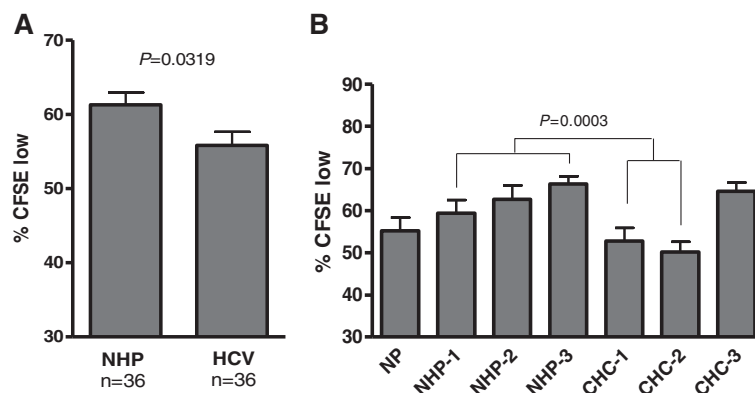 A
% CFSE low
70
60
50
40
30
P=0.0319
NHP
n=36
HCV
n=36
B
% CFSE low
90
80
70
60
50
40
30
P=0.0003
NP
NHP-1
NHP-2
NHP-3
CHC-1
CHC-2
CHC-3